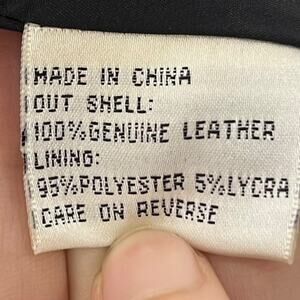 MADE IN CHINA
OUT SHELL:
100%GENUINE LEATHER
LINING:
95%POLYESTER 5%LYCRA
CARE ON REVERSE